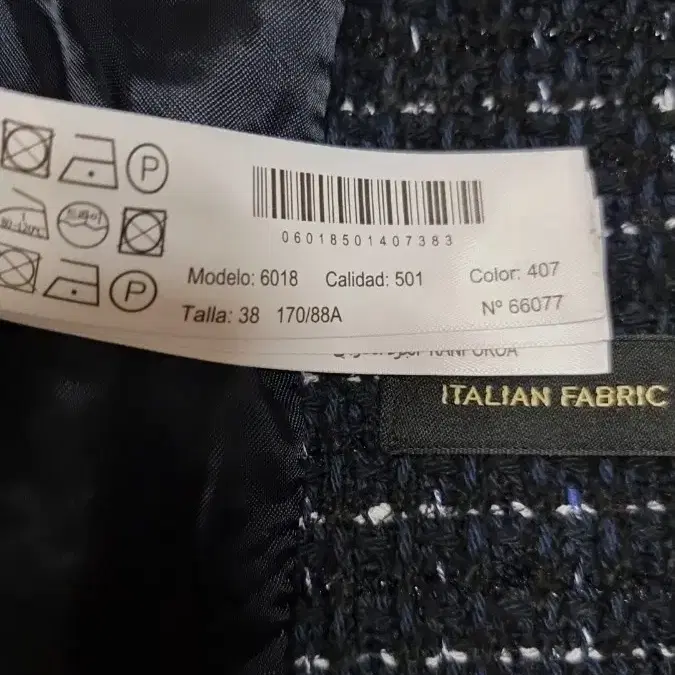 P
06018501407383
Modelo: 6018 Calidad: 501 Color: 407
Talla: 38 170/88A Nº 66077
P
ITALIAN FABRIC